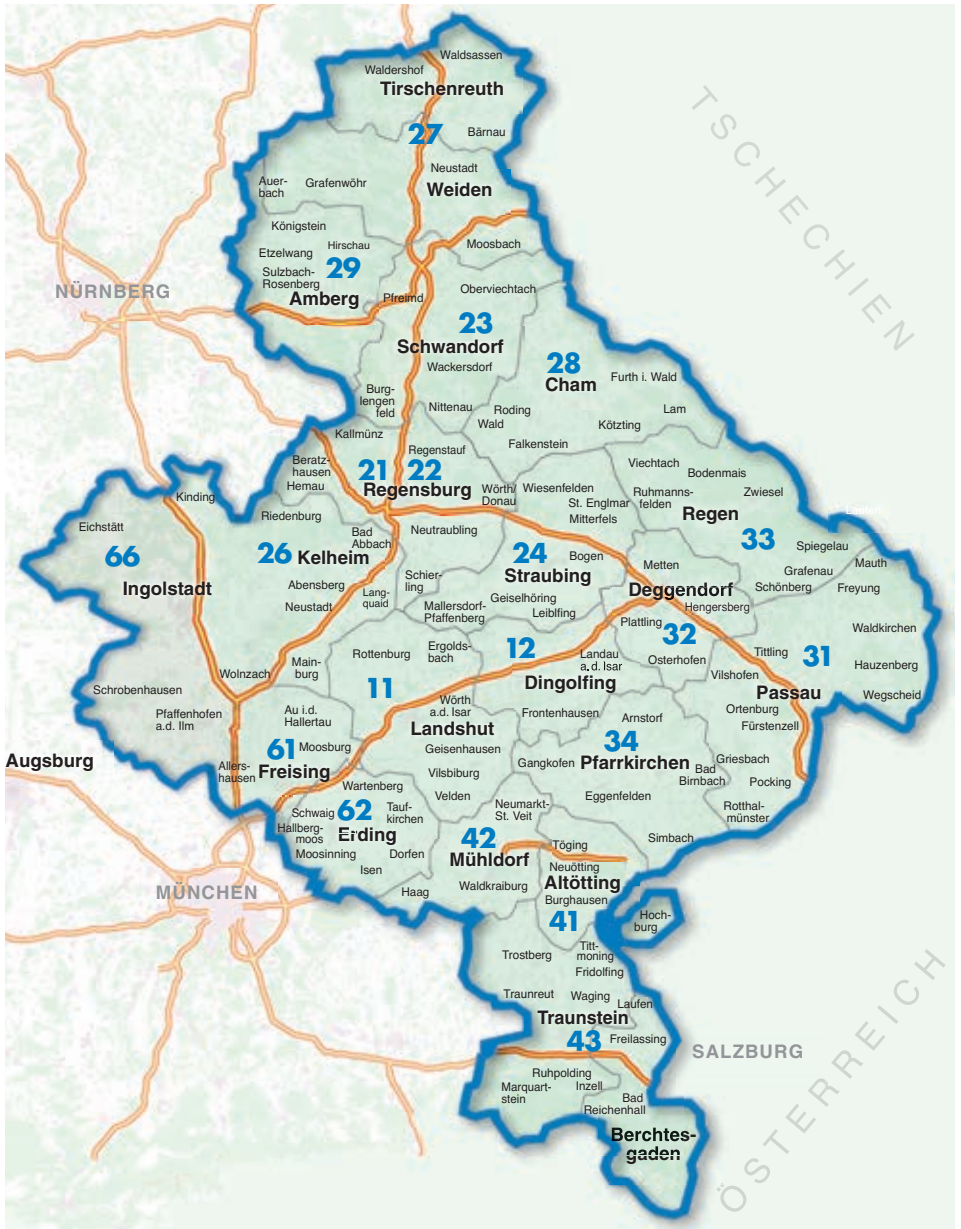 Waldsassen
Waldershof
Tirschenreuth
27
Bärnau
TSCHECHIEN
Neustadt
Weiden
Auer-
bach
Grafenwöhr
Königstein
Hirschau
Moosbach
Etzelwang
29
Sulzbach-
Rosenberg
Amberg
Pfreimd
Oberviechtach
NÜRNBERG
23
Schwandorf
Wackersdorf
28
Cham
Furth i. Wald
Burg-
lengen
feld
Nittenau
Roding
Wald
Lam
Kötzting
Falkenstein
Kallmünz
Regenstauf
Beratz-
hausen
Hemau
21
22
Regensburg
Wörth/
Donau
Wiesenfelden
Viechtach
Bodenmais
Ruhmanns-
felden
Zwiesel
St. Englmar
Mitterfels
Regen
33
Kinding
Eichstätt
66
Ingolstadt
Riedenburg
Bad
Abbach
26
Kelheim
Neutraubling
24
Straubing
Bogen
Metten
Deggendorf
Hengersberg
Spiegelau
Mauth
Grafenau
Schönberg
Freyung
Abensberg
Neustadt
Lang-
quaid
Schier-
ling
Mallersdorf-
Pfaffenberg
Geiselhöring
Leiblfing
Plattling
32
Osterhofen
Waldkirchen
31
Tittling
Hauzenberg
Vilshofen
Passau
Wegscheid
Ortenburg
Fürstenzell
Rottenburg
Ergolds-
bach
12
Landau
a.d. Isar
Dingolfing
11
Wolnzach
Main-
burg
Schrobenhausen
Pfaffenhofen
a.d. Ilm
Au i.d.
Hallertau
Wörth
a.d. Isar
Landshut
Geisenhausen
Frontenhausen
Arnstorf
34
Pfarrkirchen
Gangkofen
Griesbach
Bad
Birnbach
Pocking
Augsburg
Allers-
hausen
61
Freising
Moosburg
Vilsbiburg
Wartenberg
Velden
Eggenfelden
Rotthal-
münster
Schwaig
Hallberg-
moos
62
Erding
Tauf-
kirchen
Neumarkt-
St. Veit
Simbach
Moosinning
Dorfen
Isen
Haag
42
Mühldorf
Töging
Neuötting
Altötting
Waldkraiburg
Burghausen
41
MÜNCHEN
Hoch-
burg
Trostberg
Titt-
moning
Fridolfing
Traunreut
Waging
Laufen
Traunstein
43
Freilassing
SALZBURG
ÖSTERREICH
Ruhpolding
Marquart-
stein
Inzell
Bad
Reichenhall
Berchtes-
gaden